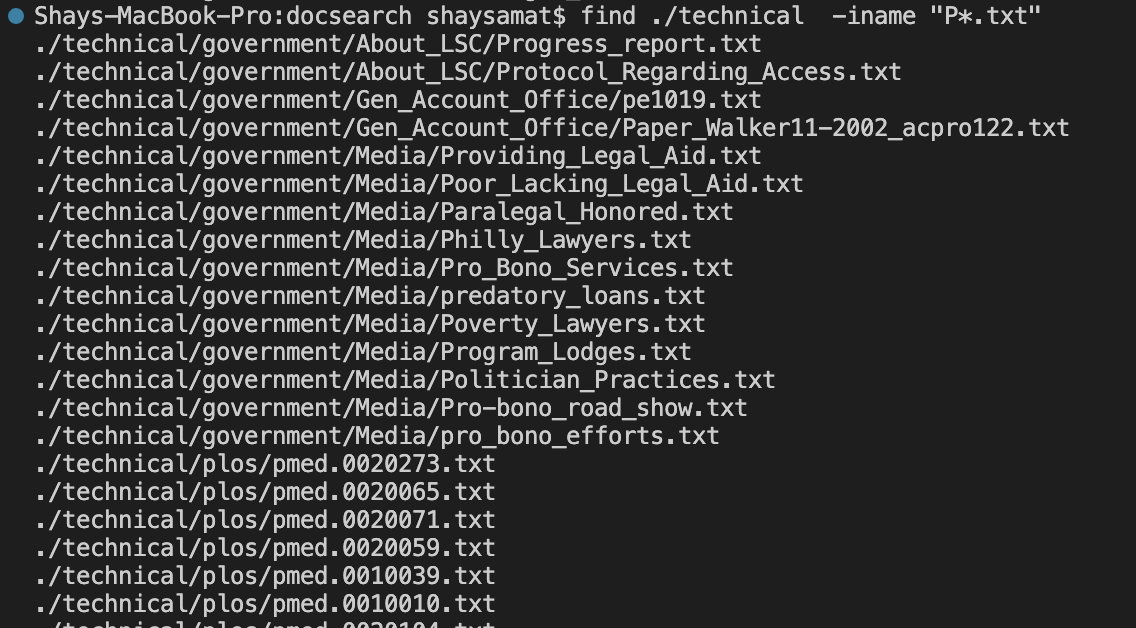 Shays-MacBook-Pro:docsearch shaysamat$ find ./technical  -iname "P*.txt"
./technical/government/About_LSC/Progress_report.txt
./technical/government/About_LSC/Protocol_Regarding_Access.txt
./technical/government/Gen_Account_Office/pe1019.txt
./technical/government/Gen_Account_Office/Paper_Walker11-2002_acpro122.txt
./technical/government/Media/Providing_Legal_Aid.txt
./technical/government/Media/Poor_Lacking_Legal_Aid.txt
./technical/government/Media/Paralegal_Honored.txt
./technical/government/Media/Philly_Lawyers.txt
./technical/government/Media/Pro_Bono_Services.txt
./technical/government/Media/predatory_loans.txt
./technical/government/Media/Poverty_Lawyers.txt
./technical/government/Media/Program_Lodges.txt
./technical/government/Media/Politician_Practices.txt
./technical/government/Media/Pro-bono_road_show.txt
./technical/government/Media/pro_bono_efforts.txt
./technical/plos/pmed.0020273.txt
./technical/plos/pmed.0020065.txt
./technical/plos/pmed.0020071.txt
./technical/plos/pmed.0020059.txt
./technical/plos/pmed.0010039.txt
./technical/plos/pmed.0010010.txt